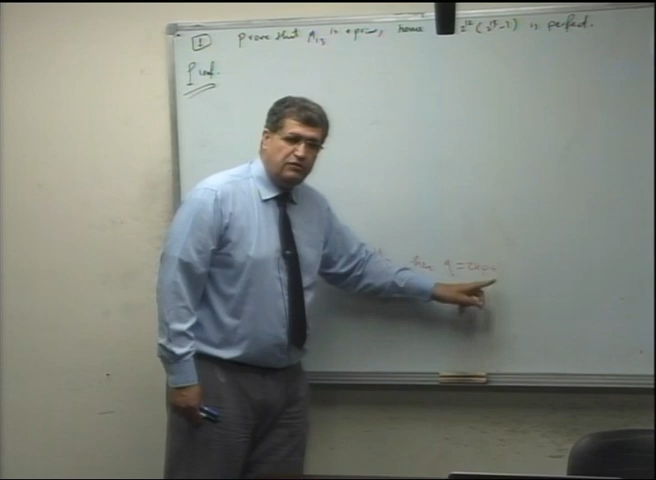 1 prove that M₁₃ is a prime, hence 2¹²(2¹³-1) is perfect.
Proof.